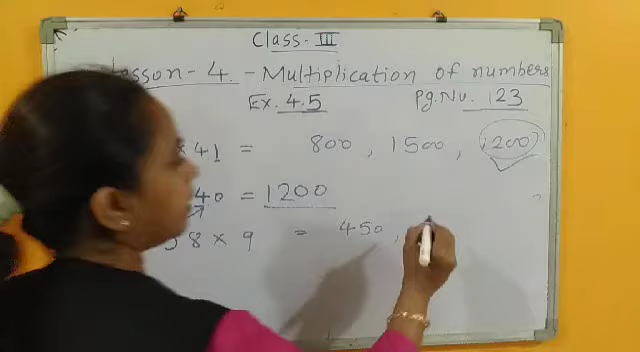 Class - III
Lesson - 4. - Multiplication of numbers
Ex. 4.5 Pg. No. 123
× 41 = 800 , 1500 , 1200
40 = 1200
58 × 9 = 450 ,